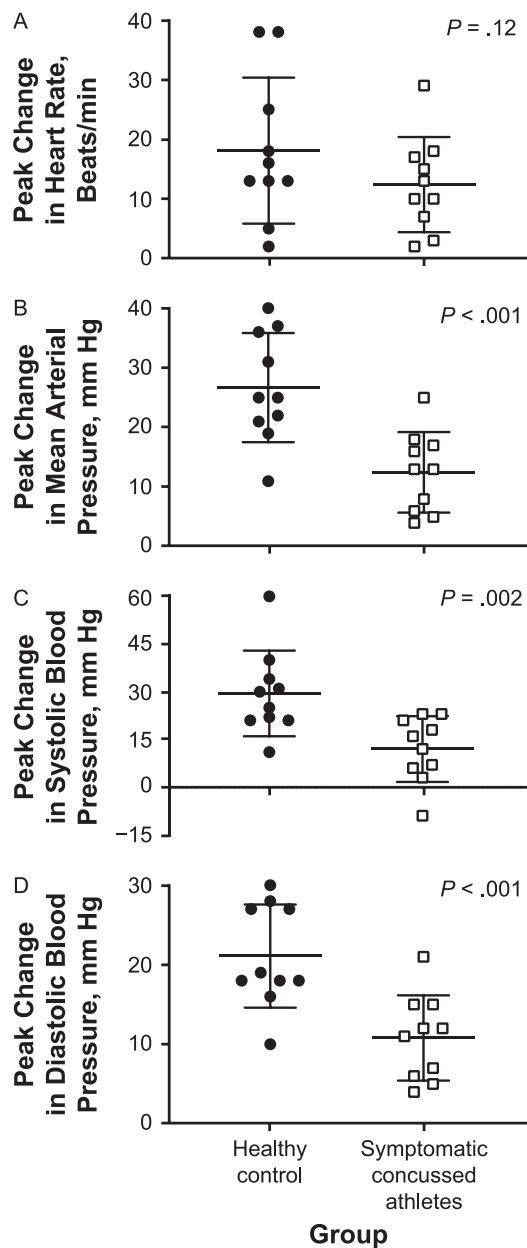 A
Peak Change
in Heart Rate,
Beats/min
40
30
20
10
0
P = .12
B
Peak Change
in Mean Arterial
Pressure, mm Hg
40
30
20
10
0
P < .001
C
Peak Change
in Systolic Blood
Pressure, mm Hg
60
45
30
15
0
−15
P = .002
D
Peak Change
in Diastolic Blood
Pressure, mm Hg
30
20
10
0
P < .001
Healthy
control
Symptomatic
concussed
athletes
Group